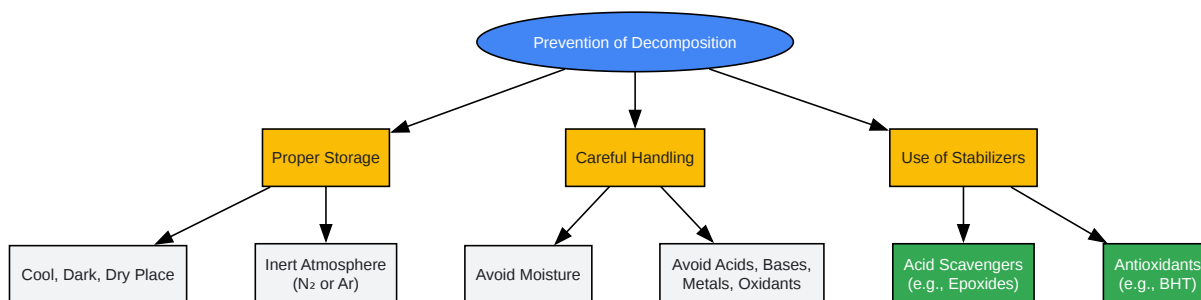 Prevention of Decomposition
Proper Storage
Careful Handling
Use of Stabilizers
Cool, Dark, Dry Place
Inert Atmosphere
(N₂ or Ar)
Avoid Moisture
Avoid Acids, Bases,
Metals, Oxidants
Acid Scavengers
(e.g., Epoxides)
Antioxidants
(e.g., BHT)